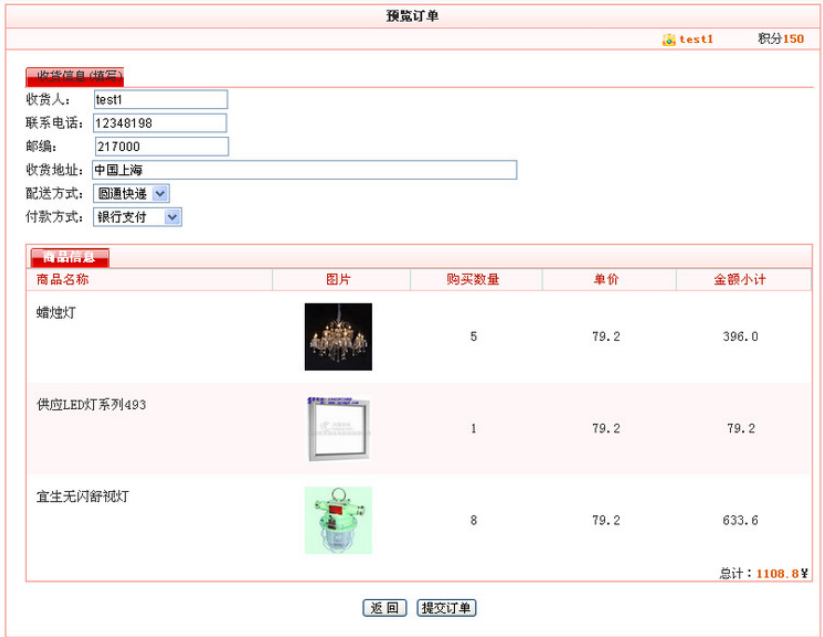 预览订单
test1 积分150
收货信息(填写)
收货人: test1
联系电话: 12348198
邮编: 217000
收货地址: 中国上海
配送方式: 圆通快递
付款方式: 银行支付
商品信息
商品名称 图片 购买数量 单价 金额小计
蜡烛灯 5 79.2 396.0
供应LED灯系列493 1 79.2 79.2
宜生无闪舒视灯 8 79.2 633.6
总计:1108.8¥
返回 提交订单